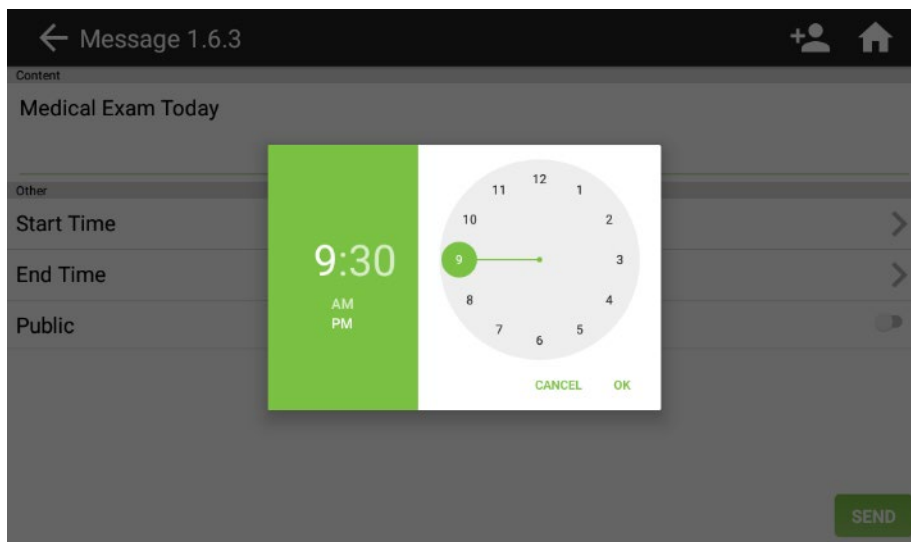 Message 1.6.3
Content
Medical Exam Today
Other
Start Time
End Time
Public
9:30
AM
PM
12
1
2
3
4
5
6
7
8
9
10
11
CANCEL OK
SEND